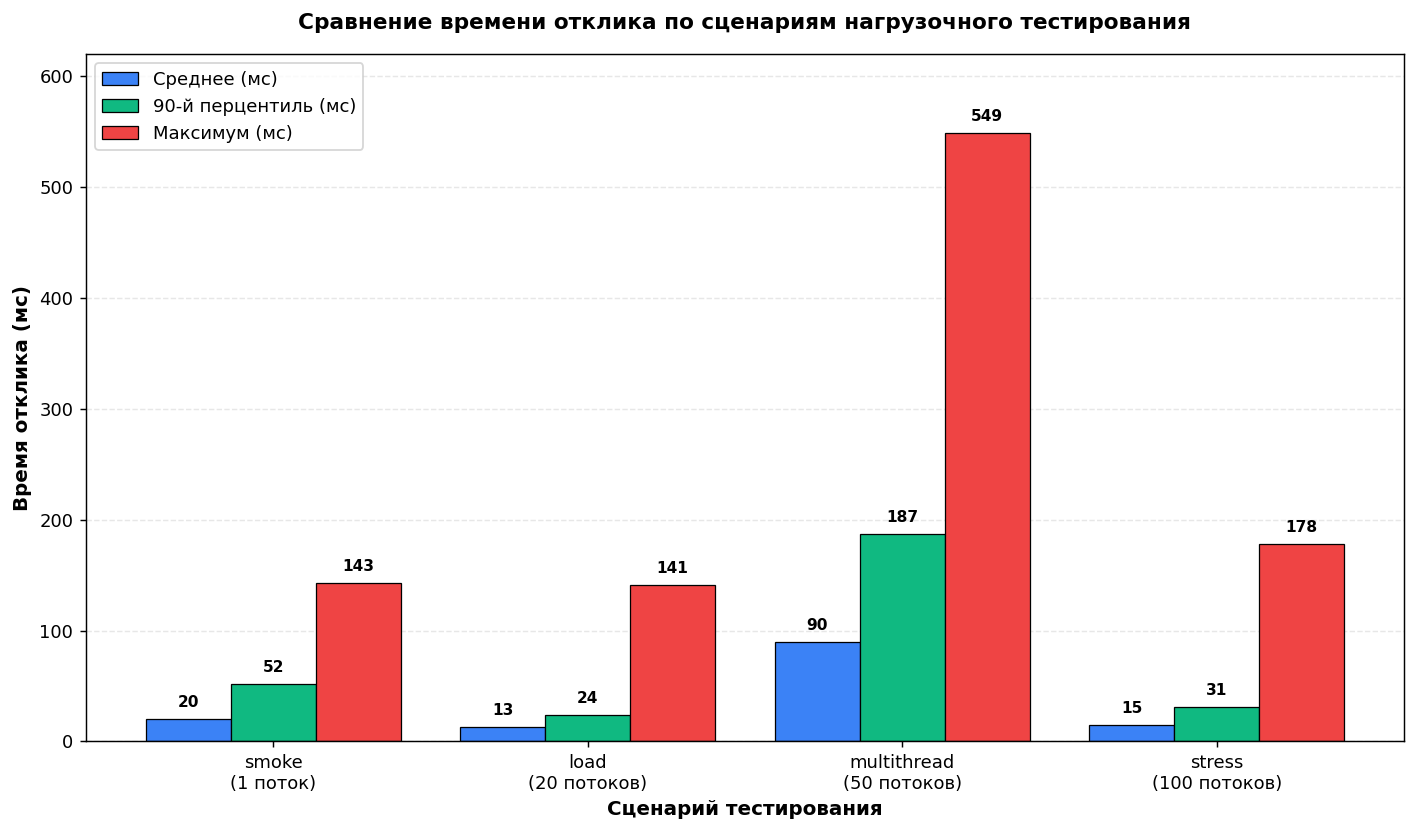 Сравнение времени отклика по сценариям нагрузочного тестирования
Среднее (мс)
90-й перцентиль (мс)
Максимум (мс)
Время отклика (мс)
600
500
400
300
200
100
0
20
52
143
13
24
141
90
187
549
15
31
178
smoke
(1 поток)
load
(20 потоков)
multithread
(50 потоков)
stress
(100 потоков)
Сценарий тестирования